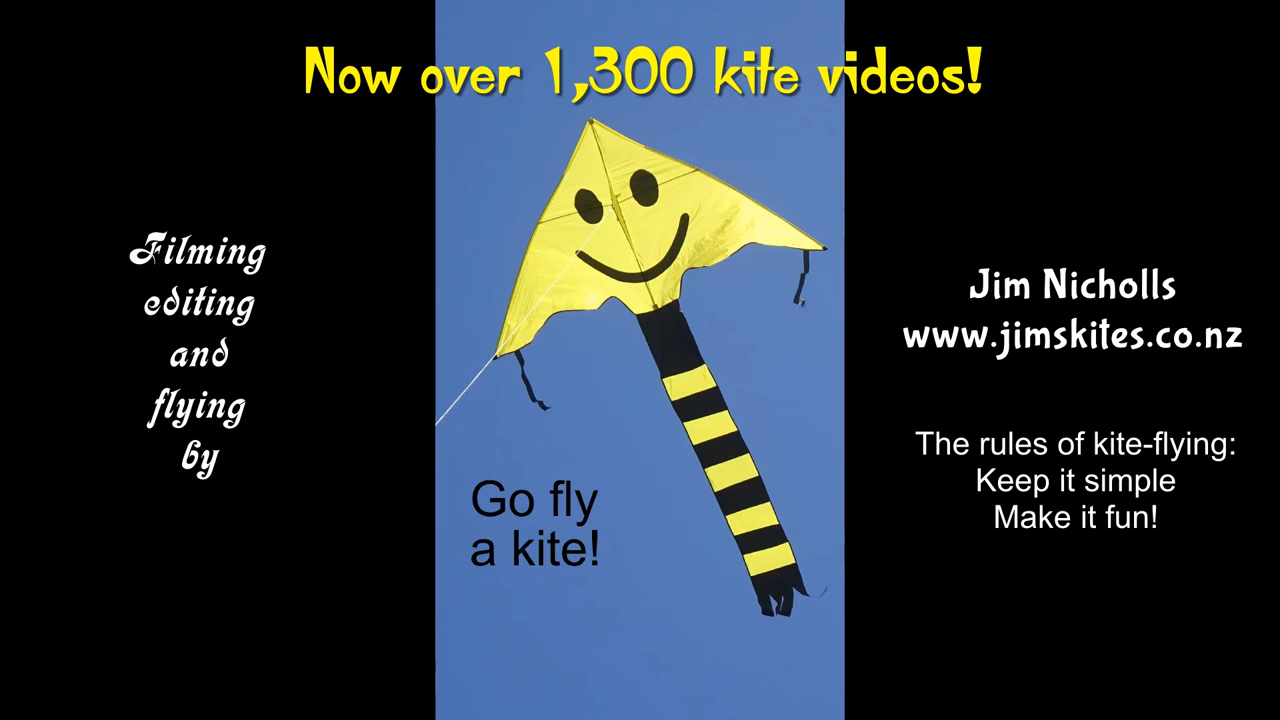 Now over 1,300 kite videos!
Filming
editing
and
flying
by
Go fly
a kite!
Jim Nicholls
www.jimskites.co.nz
The rules of kite-flying:
Keep it simple
Make it fun!